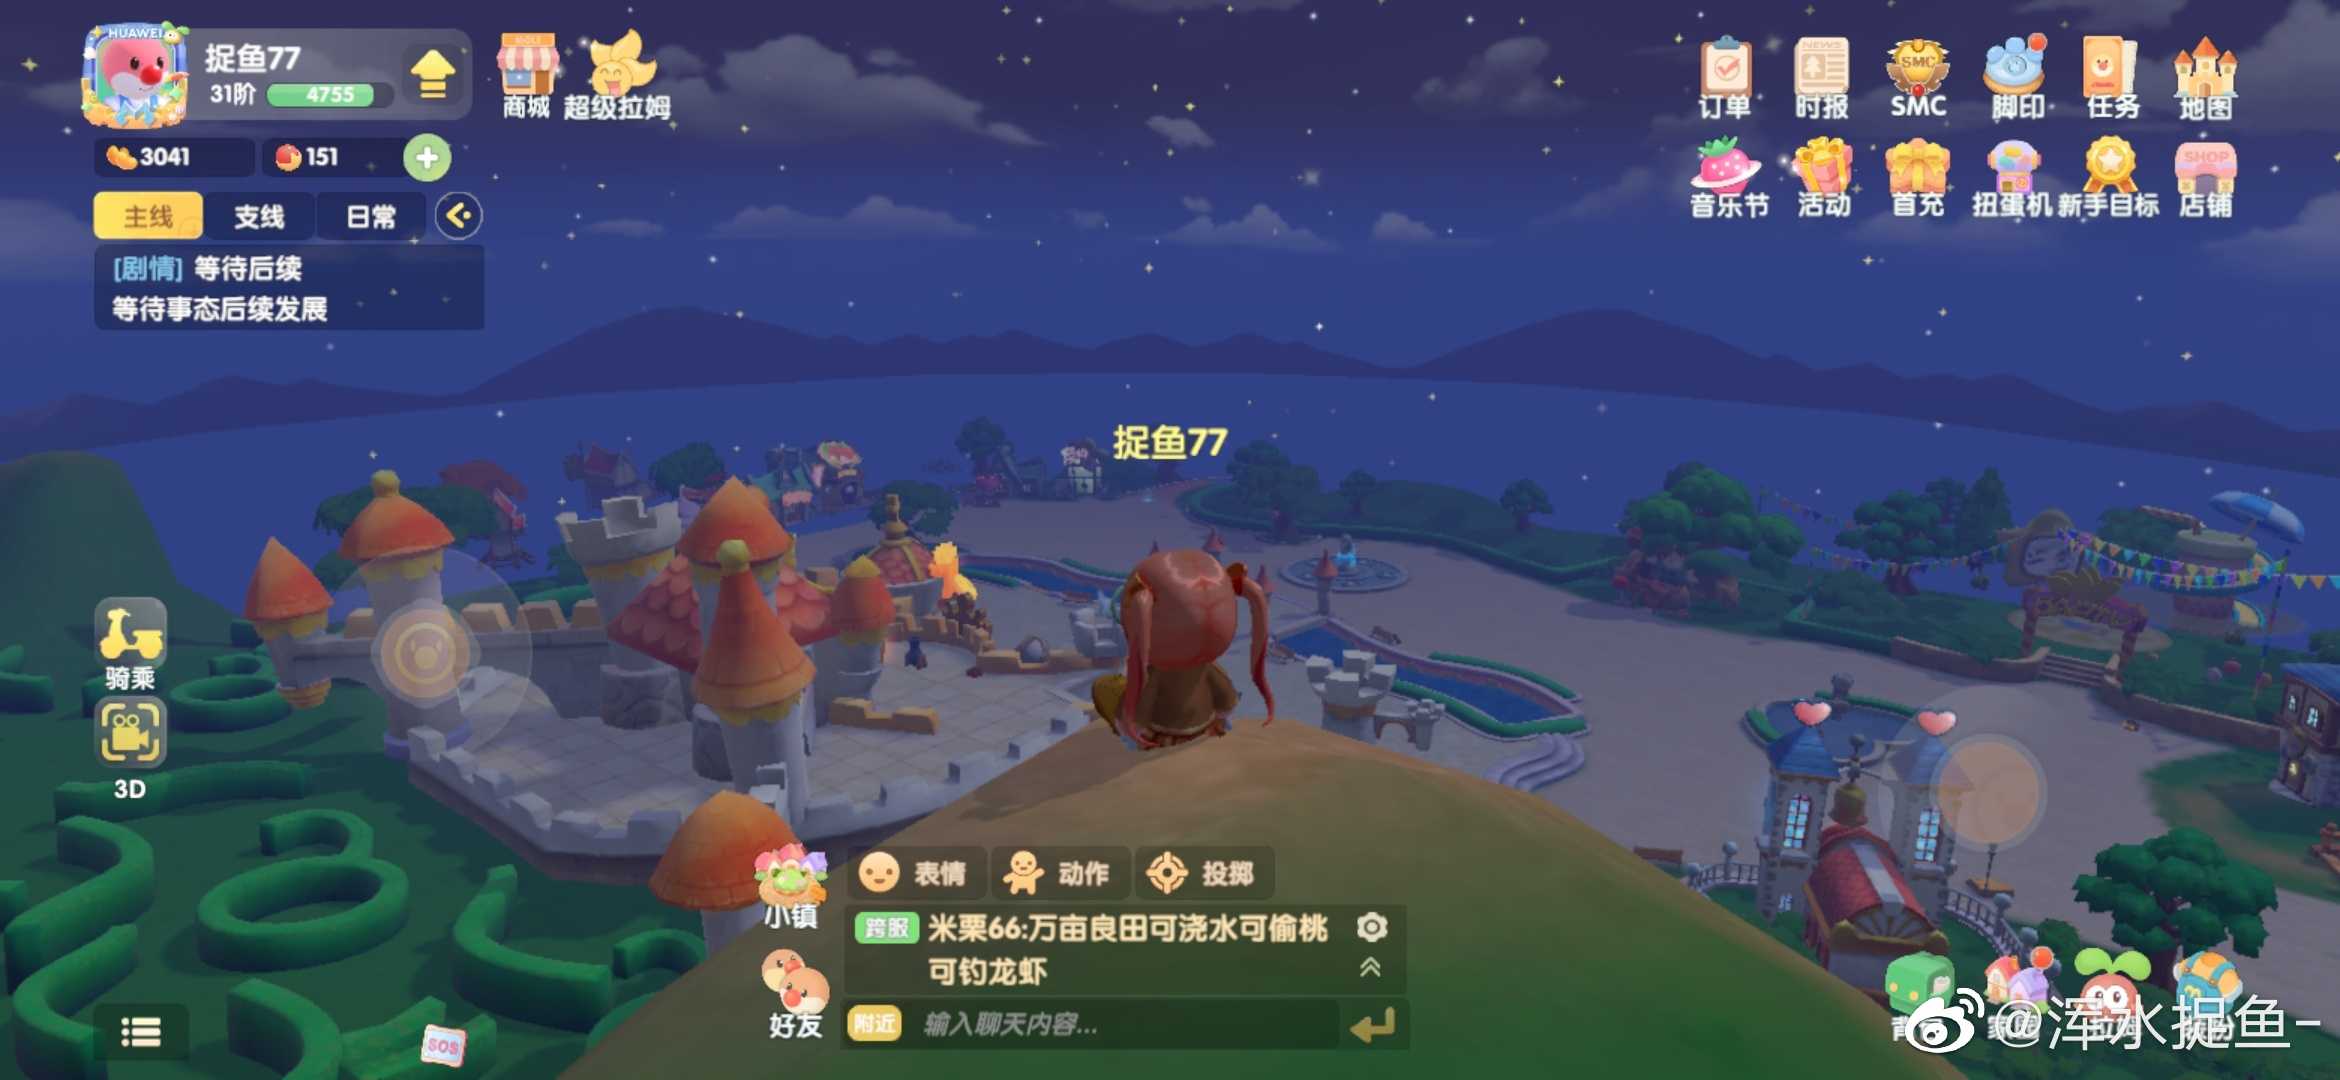 HUAWEI
捉鱼77
31阶
4755
3041
151
商城
超级拉姆
主线
支线
日常
[剧情] 等待后续
等待事态后续发展
订单
时报
SMC
脚印
任务
地图
音乐节
活动
首充
扭蛋机
新手目标
店铺
NEWS
SMC
SHOP
捉鱼77
骑乘
3D
SOS
小镇
好友
表情
动作
投掷
跨服 米栗66:万亩良田可浇水可偷桃
可钓龙虾
附近 输入聊天内容...
@浑水捉鱼-